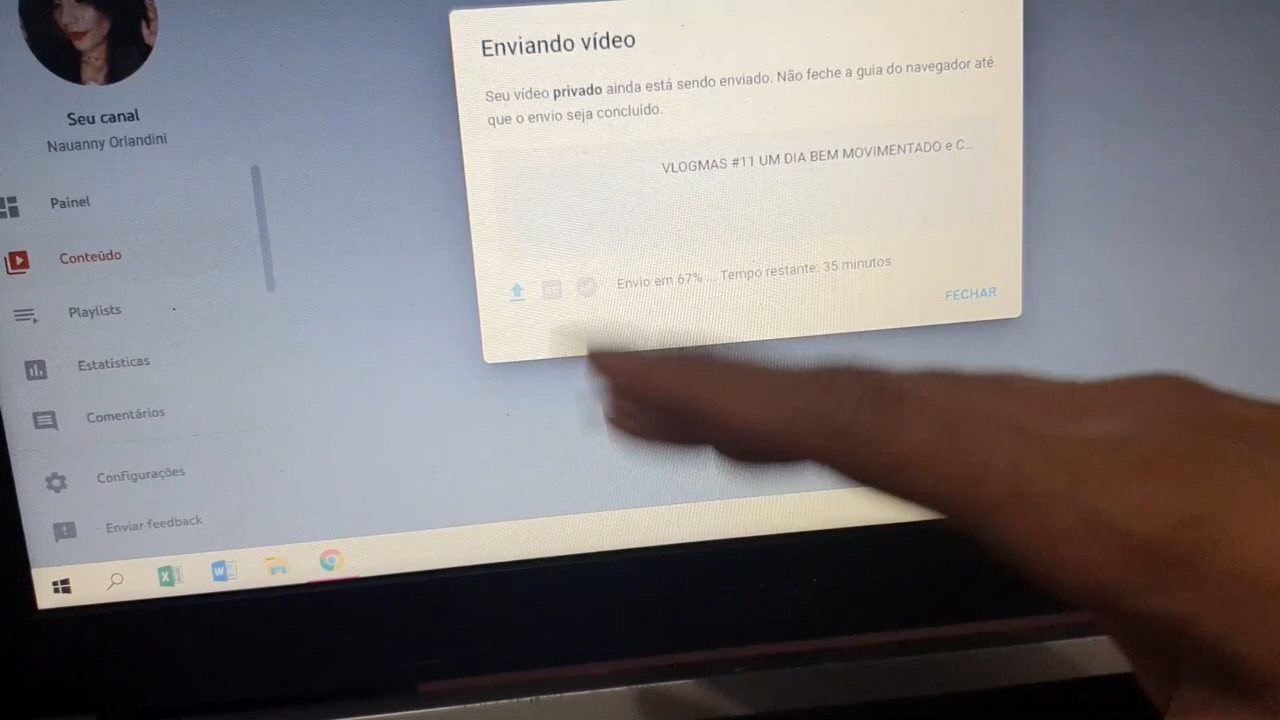 Seu canal
Nauanny Orlandini
Painel
Conteúdo
Playlists
Estatísticas
Comentários
Configurações
Enviar feedback
Enviando vídeo
Seu vídeo privado ainda está sendo enviado. Não feche a guia do navegador até
que o envio seja concluído.
VLOGMAS #11 UM DIA BEM MOVIMENTADO e C...
Envio em 67% ... Tempo restante: 35 minutos
FECHAR